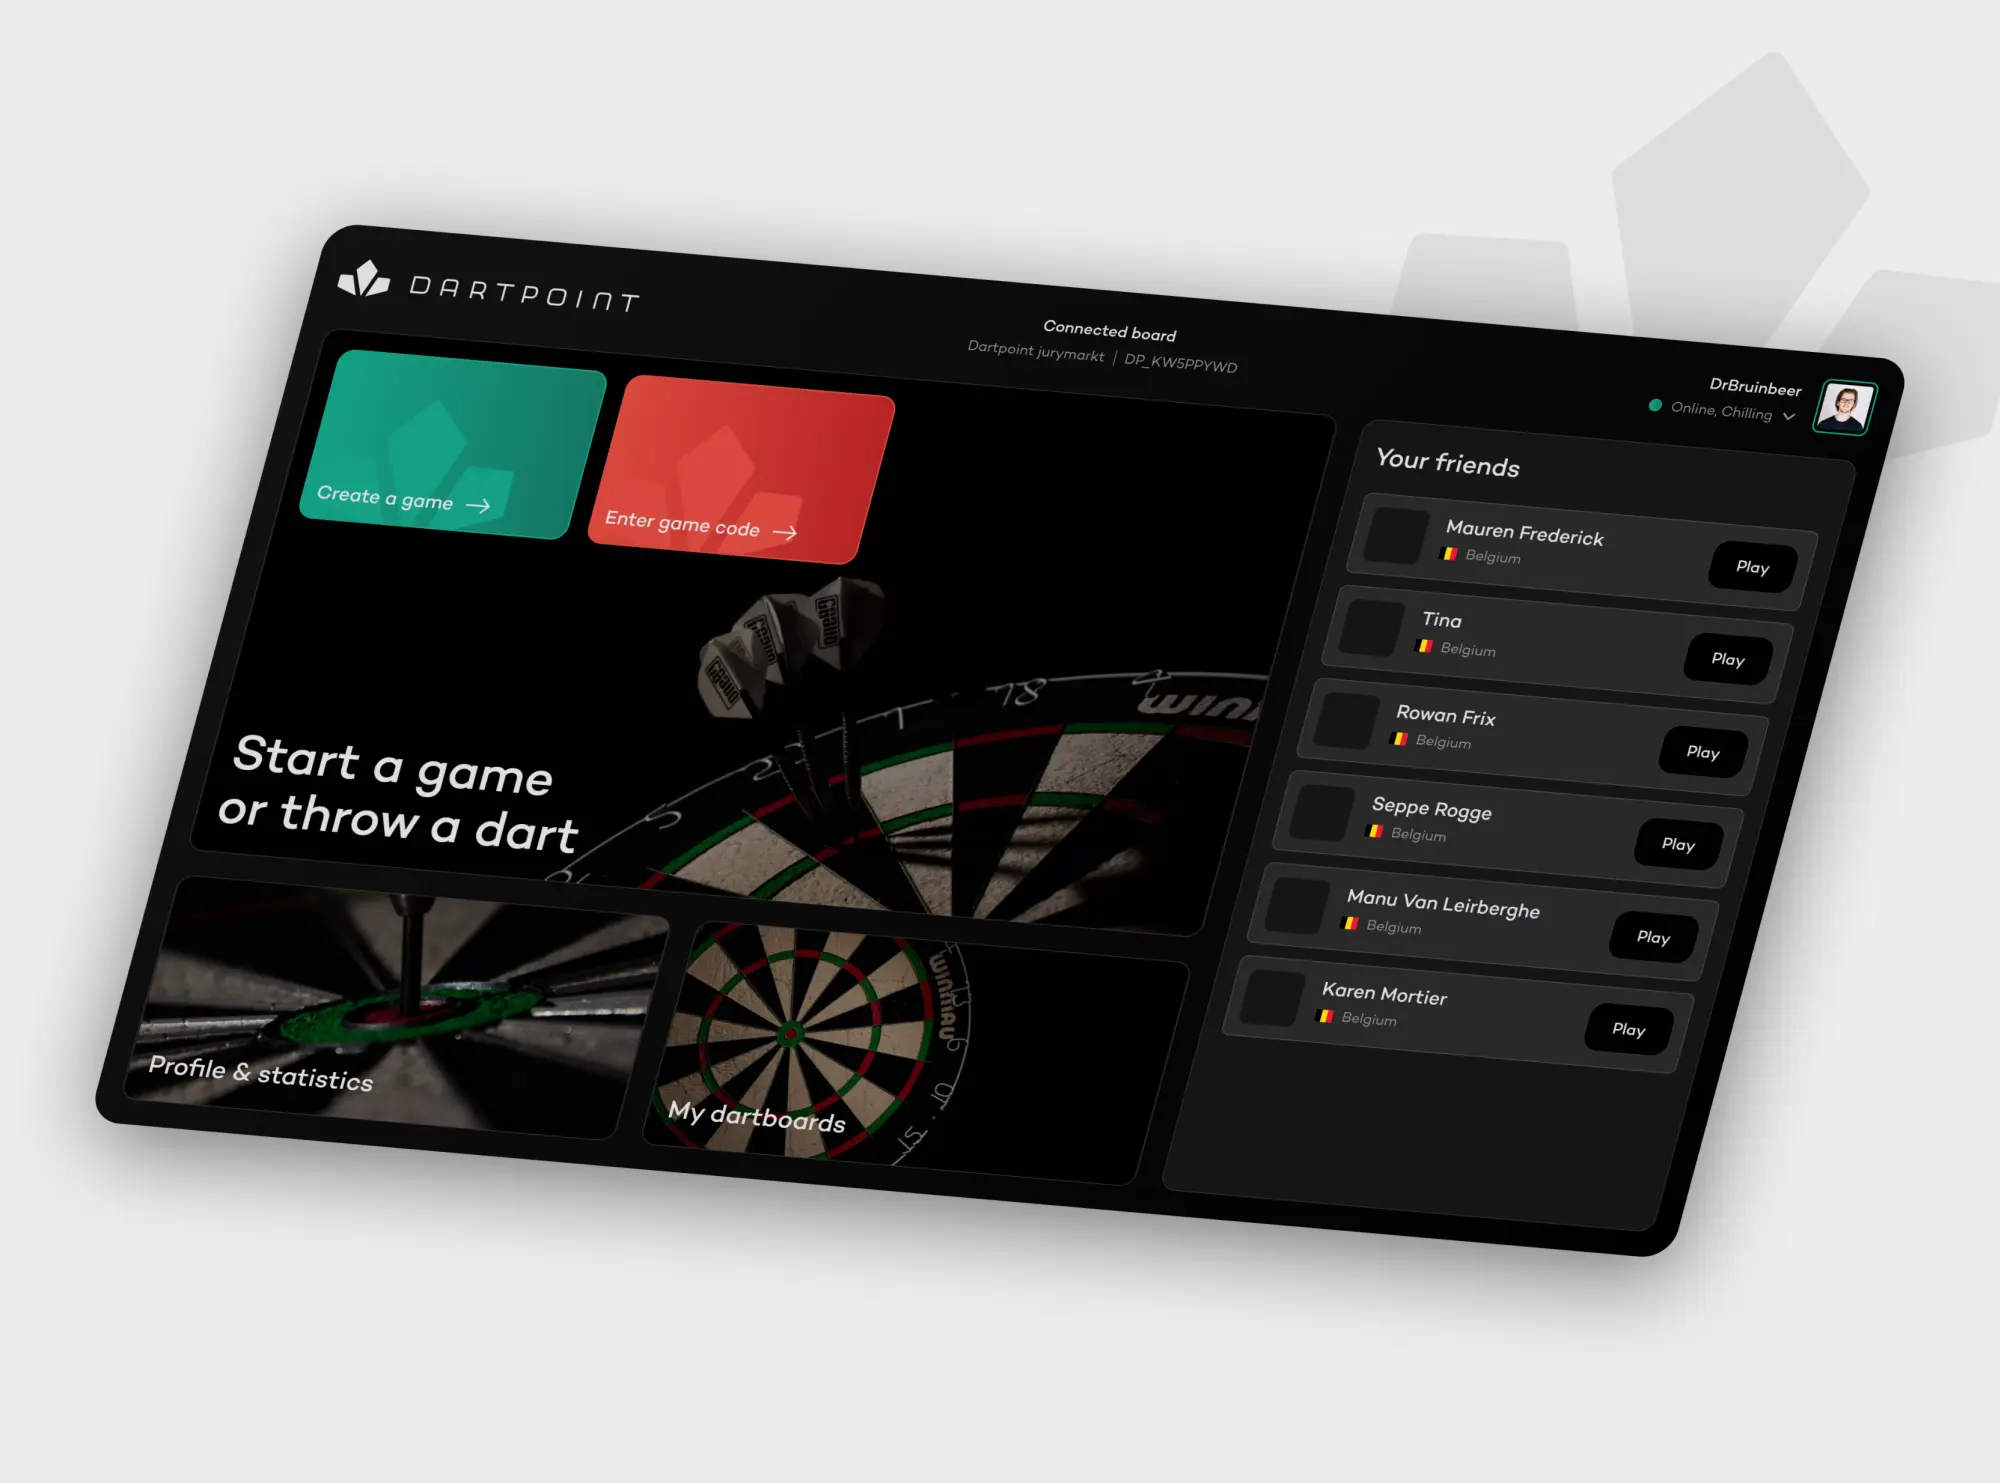 DARTPOINT
Connected board
Dartpoint jurymarkt | DP_KW5PPYWD
DrBruinbeer
Online, Chilling
Create a game →
Enter game code →
Start a game
or throw a dart
WINMAU
Profile & statistics
My dartboards
Your friends
Mauren Frederick
Belgium
Play
Tina
Belgium
Play
Rowan Frix
Belgium
Play
Seppe Rogge
Belgium
Play
Manu Van Leirberghe
Belgium
Play
Karen Mortier
Belgium
Play